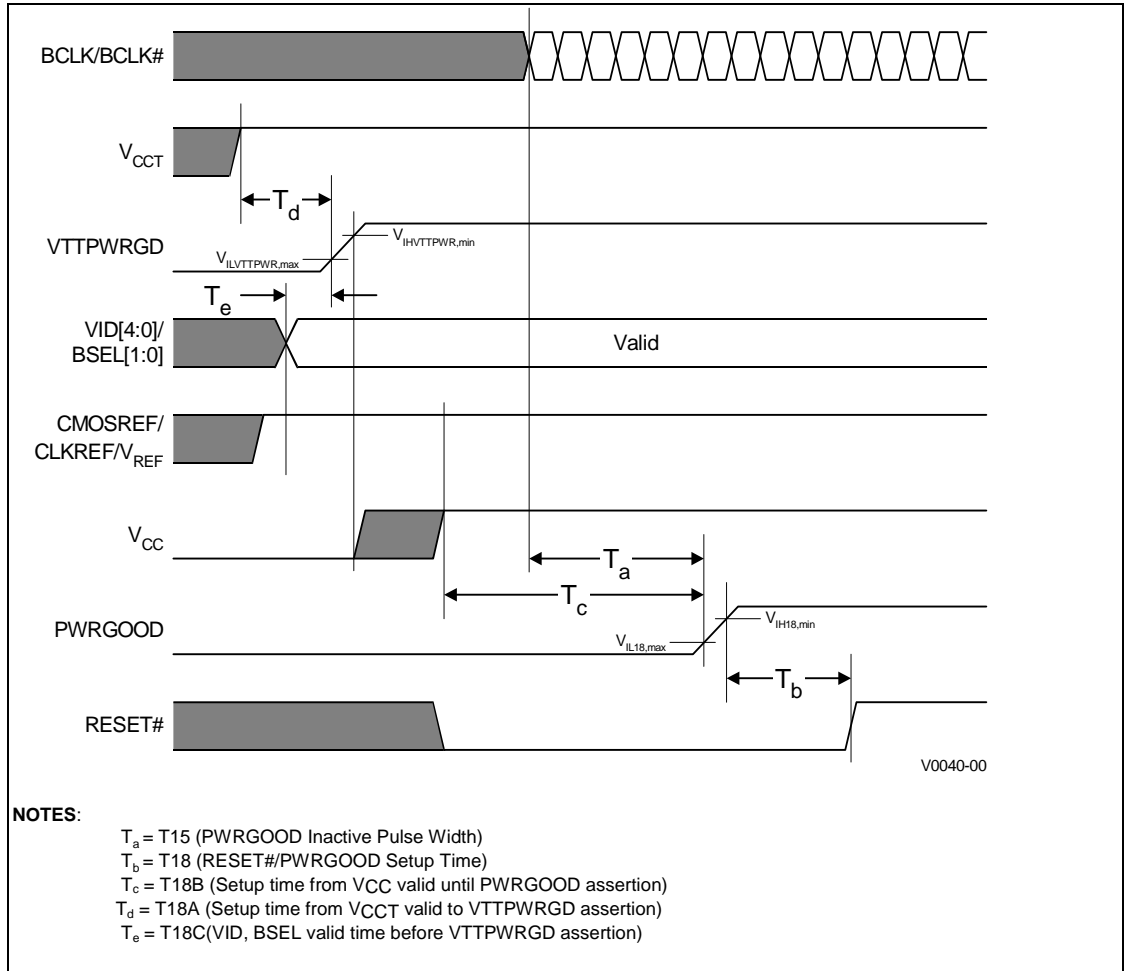 BCLK/BCLK#
VCCT
Td
VTTPWRGD
VIHVTTPWR,min
VILVTTPWR,max
Te
VID[4:0]/
BSEL[1:0]
Valid
CMOSREF/
CLKREF/VREF
VCC
Ta
Tc
PWRGOOD
VIH18,min
VIL18,max
Tb
RESET#
V0040-00
NOTES:
Ta = T15 (PWRGOOD Inactive Pulse Width)
Tb = T18 (RESET#/PWRGOOD Setup Time)
Tc = T18B (Setup time from VCC valid until PWRGOOD assertion)
Td = T18A (Setup time from VCCT valid to VTTPWRGD assertion)
Te = T18C(VID, BSEL valid time before VTTPWRGD assertion)